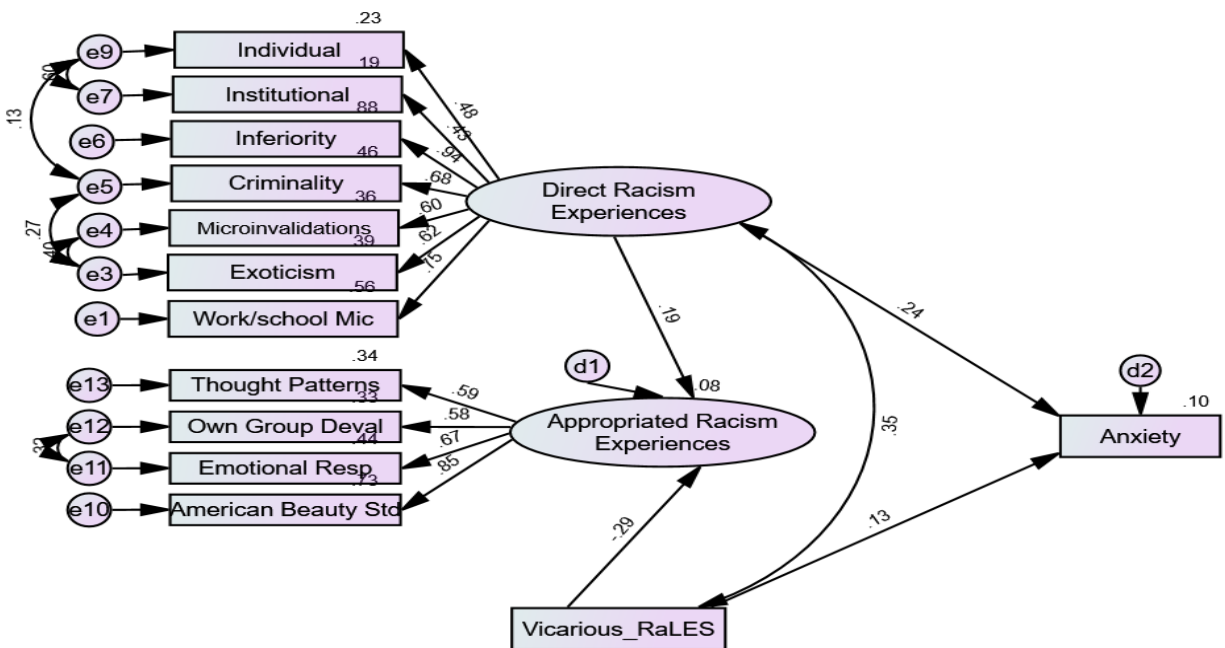 .23
e9
Individual
.19
.60
e7
Institutional
.88
.13
e6
Inferiority
.46
e5
Criminality
.36
.27
e4
Microinvalidations
.39
.40
e3
Exoticism
.56
e1
Work/school Mic
.48
.43
.94
.68
.60
.62
.75
Direct Racism
Experiences
.19
.24
.35
.34
e13
Thought Patterns
.33
e12
Own Group Deval
.44
e11
Emotional Resp
.73
e10
American Beauty Std
.59
.58
.67
.85
d1
.08
Appropriated Racism
Experiences
d2
.10
Anxiety
.13
-.29
Vicarious_RaLES